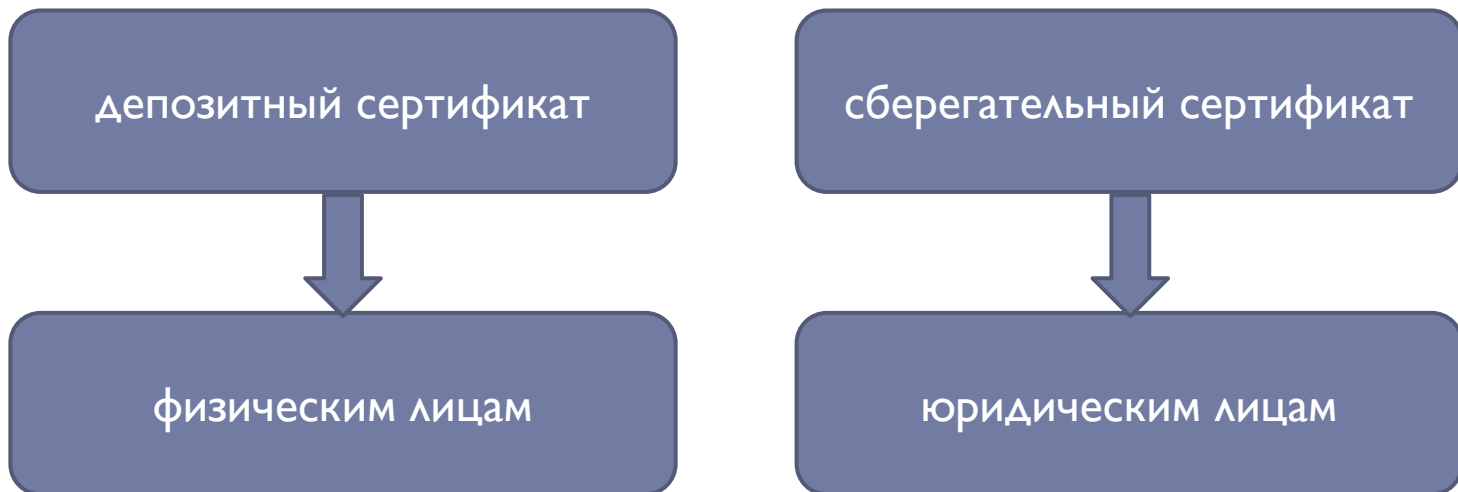 депозитный сертификат
сберегательный сертификат
физическим лицам
юридическим лицам